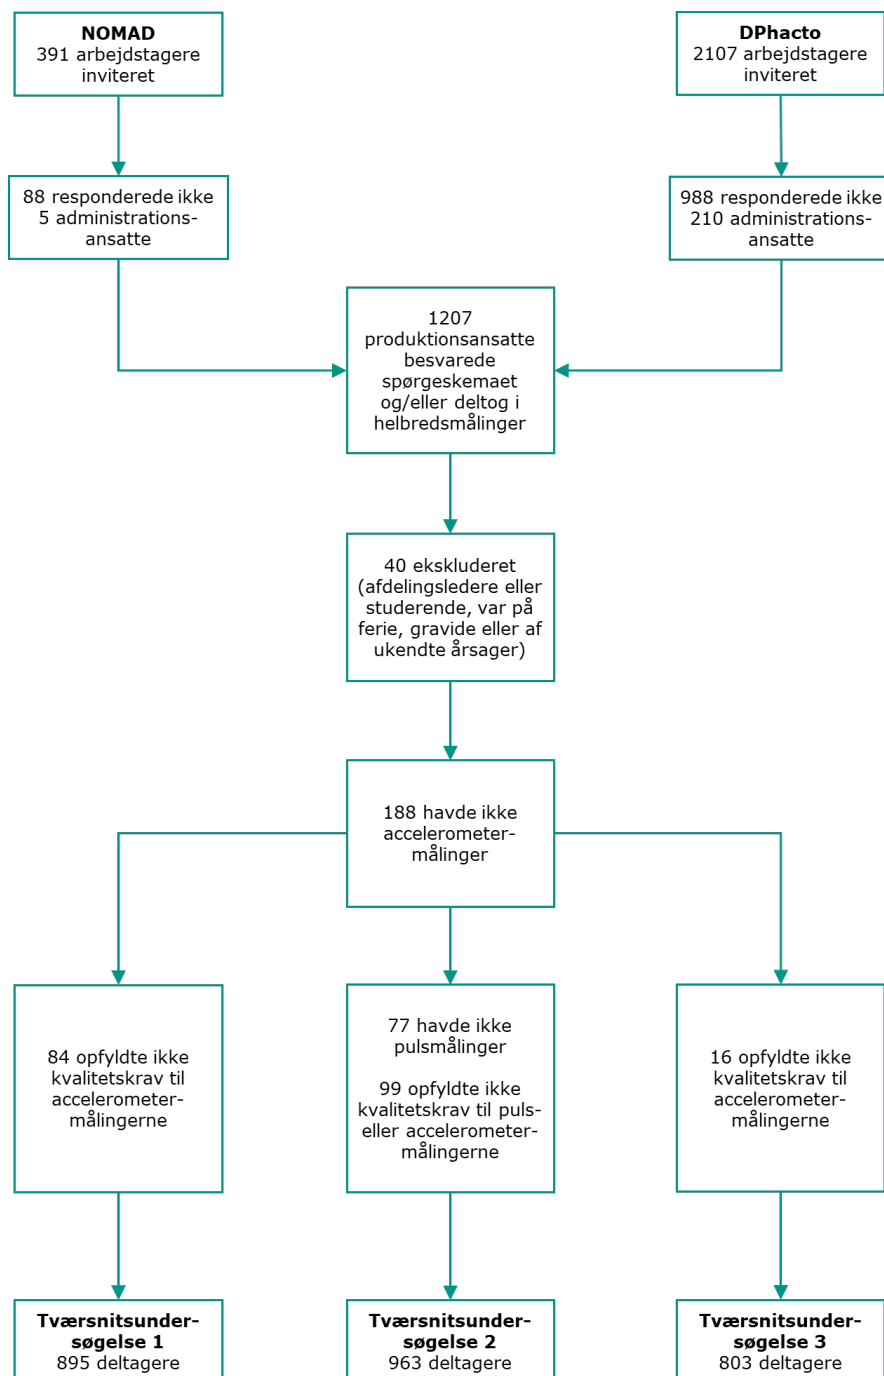 NOMAD
391 arbejdstagere
inviteret
DPhacto
2107 arbejdstagere
inviteret
88 responderede ikke
5 administrations-
ansatte
988 responderede ikke
210 administrations-
ansatte
1207
produktionsansatte
besvarede
spørgeskemaet
og/eller deltog i
helbredsmålinger
40 ekskluderet
(afdelingsledere eller
studerende, var på
ferie, gravide eller af
ukendte årsager)
188 havde ikke
accelerometer-
målinger
84 opfyldte ikke
kvalitetskrav til
accelerometer-
målingerne
77 havde ikke
pulsmålinger
99 opfyldte ikke
kvalitetskrav til puls-
eller accelerometer-
målingerne
16 opfyldte ikke
kvalitetskrav til
accelerometer-
målingerne
Tværsnitsunder-
søgelse 1
895 deltagere
Tværsnitsunder-
søgelse 2
963 deltagere
Tværsnitsunder-
søgelse 3
803 deltagere